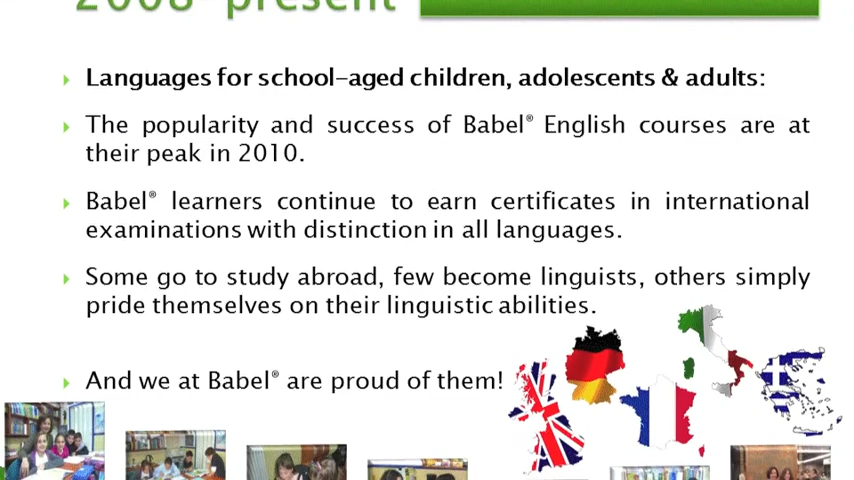 2008- present
Languages for school-aged children, adolescents & adults:
The popularity and success of Babel® English courses are at
their peak in 2010.
Babel® learners continue to earn certificates in international
examinations with distinction in all languages.
Some go to study abroad, few become linguists, others simply
pride themselves on their linguistic abilities.
And we at Babel® are proud of them!